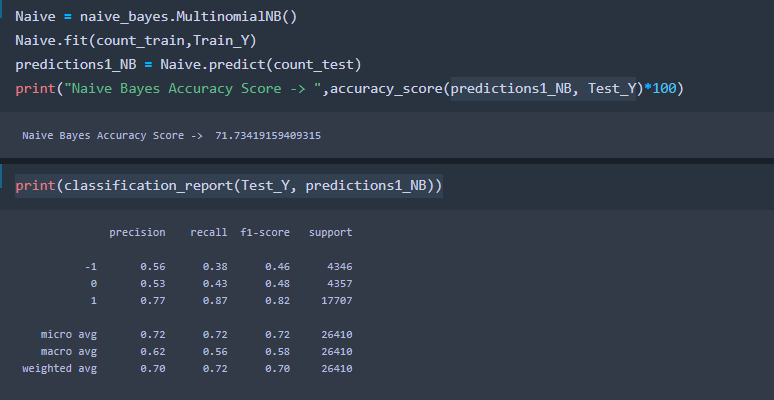 Naive = naive_bayes.MultinomialNB()
Naive.fit(count_train,Train_Y)
predictions1_NB = Naive.predict(count_test)
print("Naive Bayes Accuracy Score -> ",accuracy_score(predictions1_NB, Test_Y)*100)
Naive Bayes Accuracy Score ->  71.73419159409315
print(classification_report(Test_Y, predictions1_NB))
precision recall f1-score support
-1 0.56 0.38 0.46 4346
0 0.53 0.43 0.48 4357
1 0.77 0.87 0.82 17707
micro avg 0.72 0.72 0.72 26410
macro avg 0.62 0.56 0.58 26410
weighted avg 0.70 0.72 0.70 26410